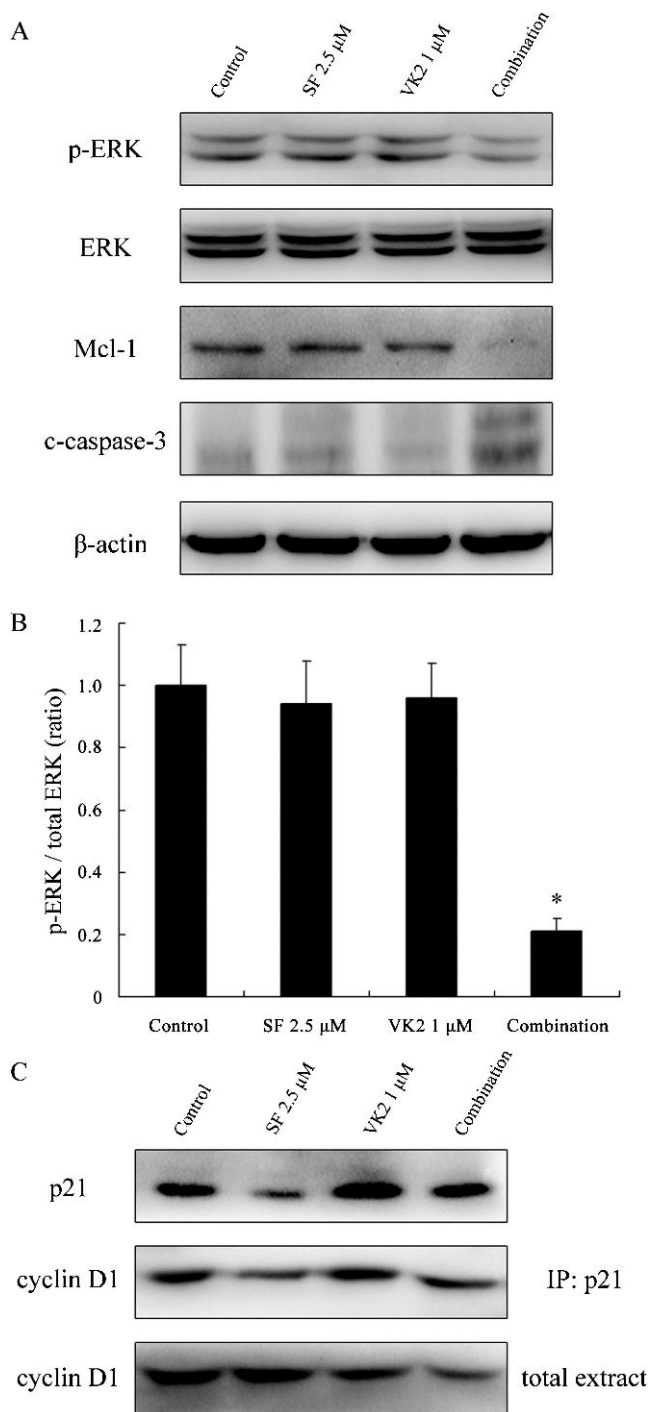 A
Control SF 2.5 μM VK2 1 μM Combination
p-ERK
ERK
Mcl-1
c-caspase-3
β-actin
B
p-ERK / total ERK (ratio)
1.2
1.0
0.8
0.6
0.4
0.2
0
*
Control SF 2.5 μM VK2 1 μM Combination
C
Control SF 2.5 μM VK2 1 μM Combination
p21
cyclin D1 IP: p21
cyclin D1 total extract